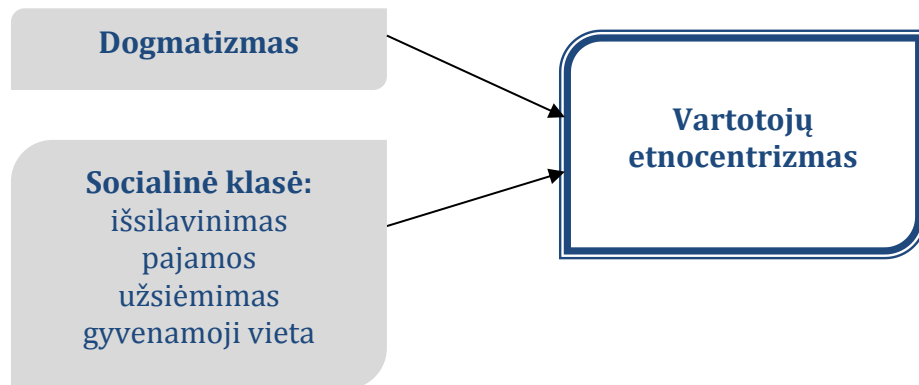 Dogmatizmas
Socialinė klasė:
išsilavinimas
pajamos
užsiėmimas
gyvenamoji vieta
Vartotojų
etnocentrizmas